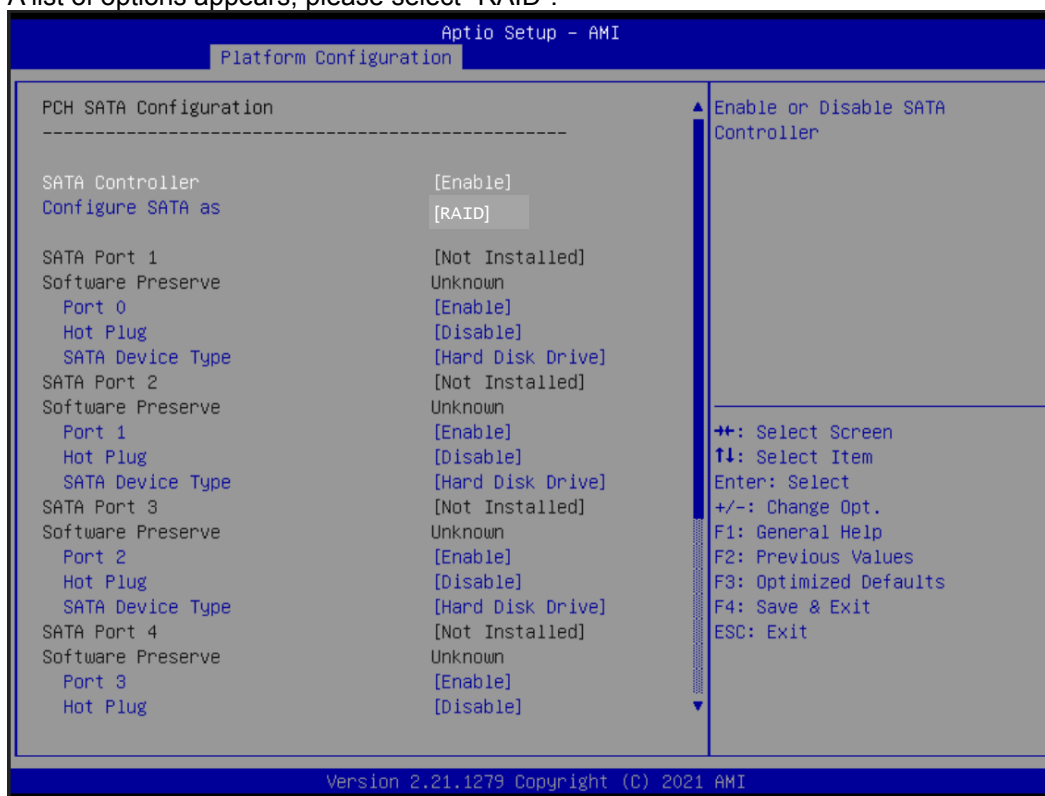 A list of options appears, please select "RAID".
Aptio Setup – AMI
Platform Configuration
PCH SATA Configuration
--------------------------------------------------
SATA Controller [Enable]
Configure SATA as [RAID]
SATA Port 1 [Not Installed]
Software Preserve Unknown
Port 0 [Enable]
Hot Plug [Disable]
SATA Device Type [Hard Disk Drive]
SATA Port 2 [Not Installed]
Software Preserve Unknown
Port 1 [Enable]
Hot Plug [Disable]
SATA Device Type [Hard Disk Drive]
SATA Port 3 [Not Installed]
Software Preserve Unknown
Port 2 [Enable]
Hot Plug [Disable]
SATA Device Type [Hard Disk Drive]
SATA Port 4 [Not Installed]
Software Preserve Unknown
Port 3 [Enable]
Hot Plug [Disable]
Enable or Disable SATA
Controller
→←: Select Screen
↑↓: Select Item
Enter: Select
+/-: Change Opt.
F1: General Help
F2: Previous Values
F3: Optimized Defaults
F4: Save & Exit
ESC: Exit
Version 2.21.1279 Copyright (C) 2021 AMI